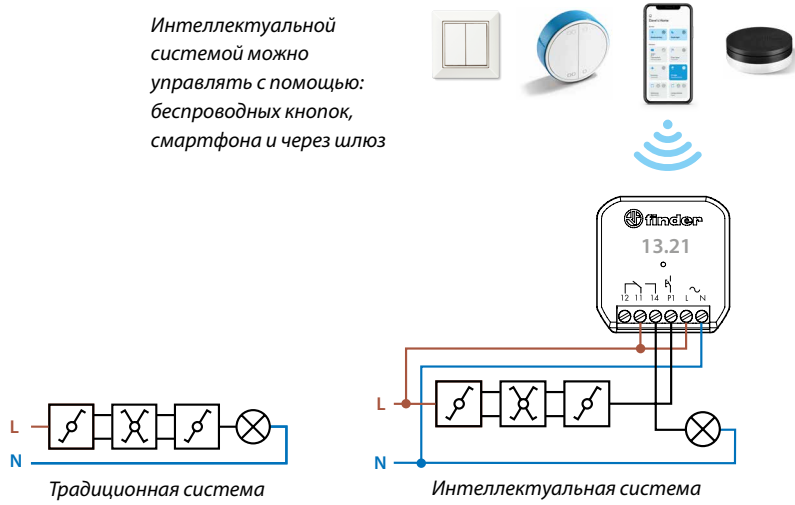 Интеллектуальной
системой можно
управлять с помощью:
беспроводных кнопок,
смартфона и через шлюз
finder
13.21
12 11 14 P1 L N
L
N
Традиционная система
L
N
Интеллектуальная система